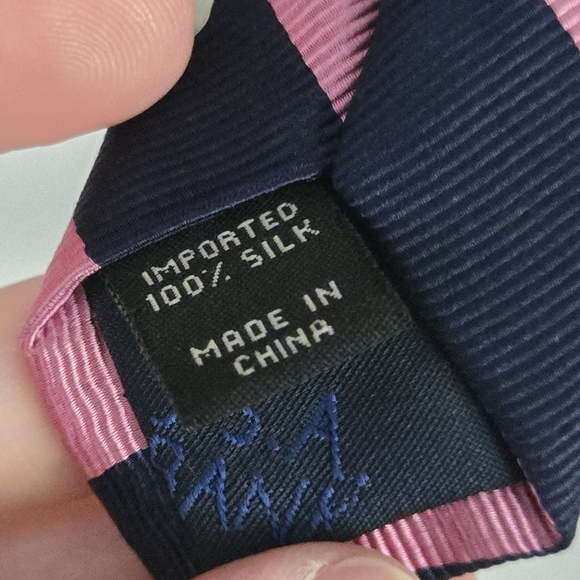 IMPORTED
100% SILK
MADE IN
CHINA